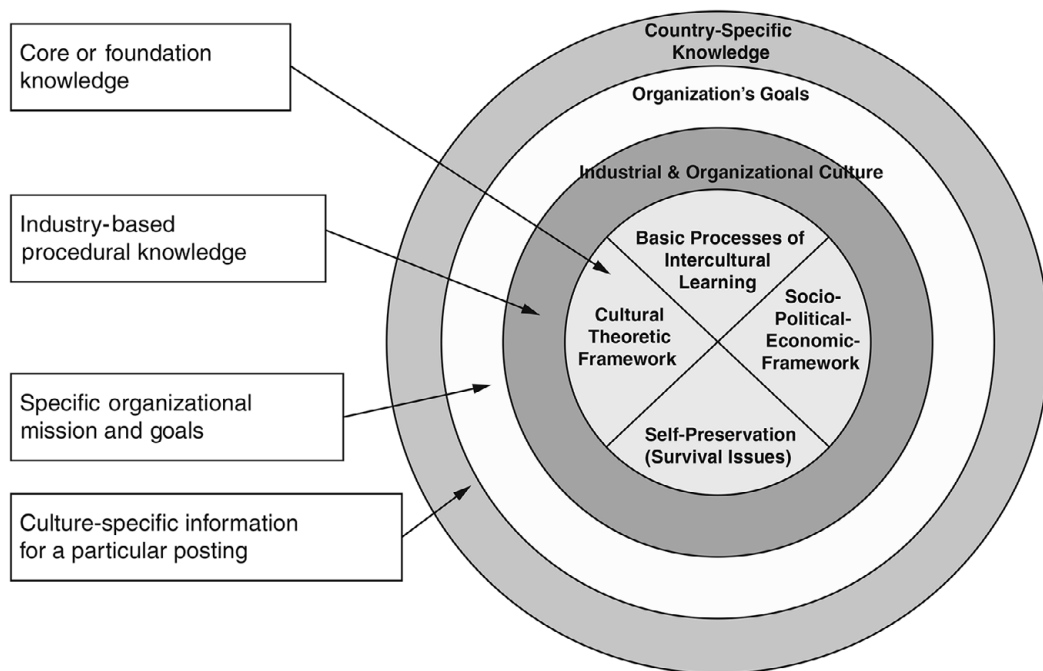 Core or foundation
knowledge
Industry-based
procedural knowledge
Specific organizational
mission and goals
Culture-specific information
for a particular posting
Country-Specific
Knowledge
Organization's Goals
Industrial & Organizational Culture
Basic Processes of
Intercultural
Learning
Cultural
Theoretic
Framework
Socio-
Political-
Economic-
Framework
Self-Preservation
(Survival Issues)